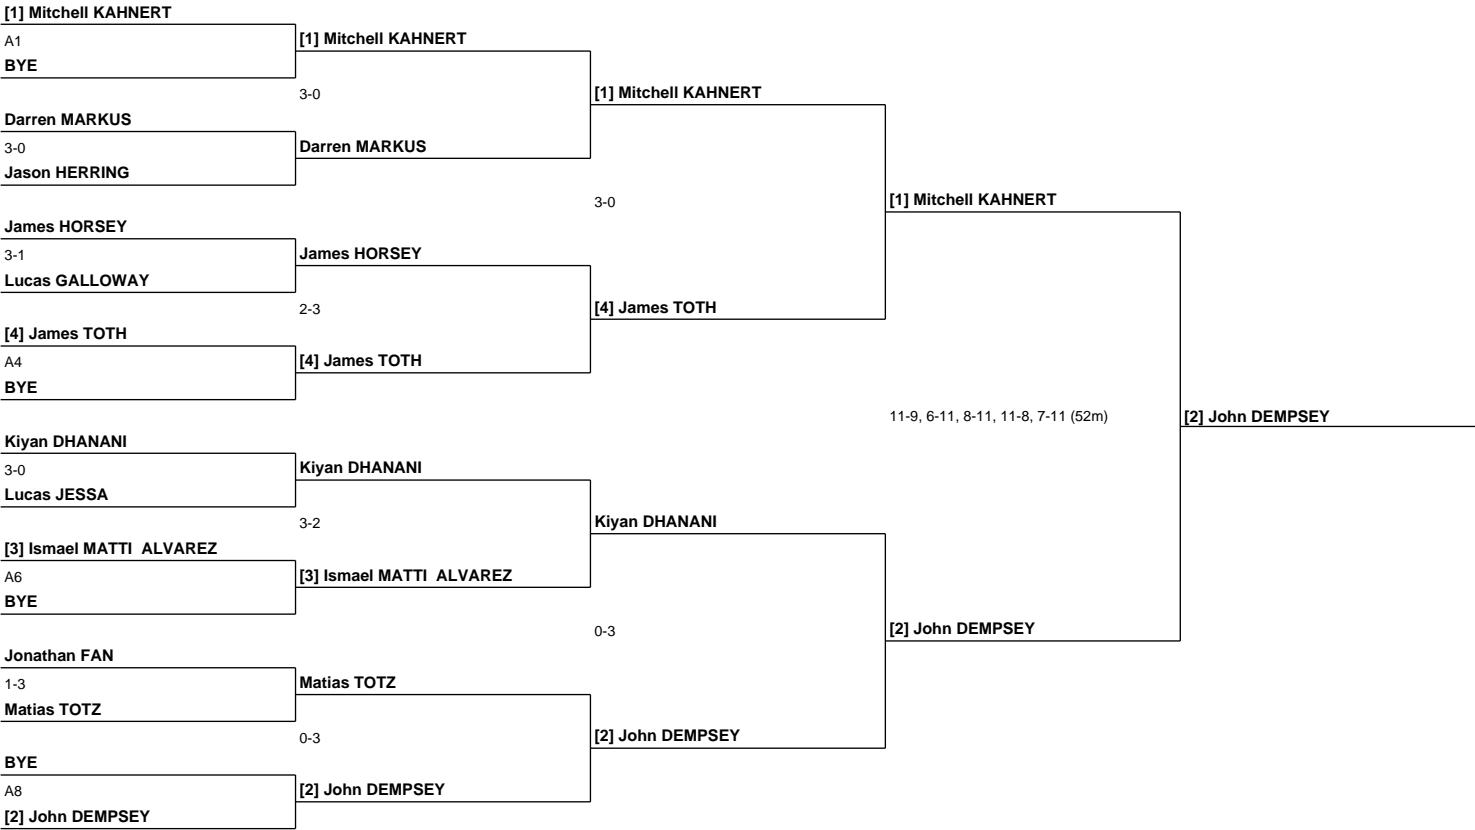 [1] Mitchell KAHNERT
A1
BYE
Darren MARKUS
3-0
Jason HERRING
James HORSEY
3-1
Lucas GALLOWAY
[4] James TOTH
A4
BYE
Kiyan DHANANI
3-0
Lucas JESSA
[3] Ismael MATTI  ALVAREZ
A6
BYE
Jonathan FAN
1-3
Matias TOTZ
BYE
A8
[2] John DEMPSEY
[1] Mitchell KAHNERT
3-0
Darren MARKUS
James HORSEY
2-3
[4] James TOTH
Kiyan DHANANI
3-2
[3] Ismael MATTI  ALVAREZ
Matias TOTZ
0-3
[2] John DEMPSEY
[1] Mitchell KAHNERT
3-0
[4] James TOTH
Kiyan DHANANI
0-3
[2] John DEMPSEY
[1] Mitchell KAHNERT
11-9, 6-11, 8-11, 11-8, 7-11 (52m)
[2] John DEMPSEY
[2] John DEMPSEY